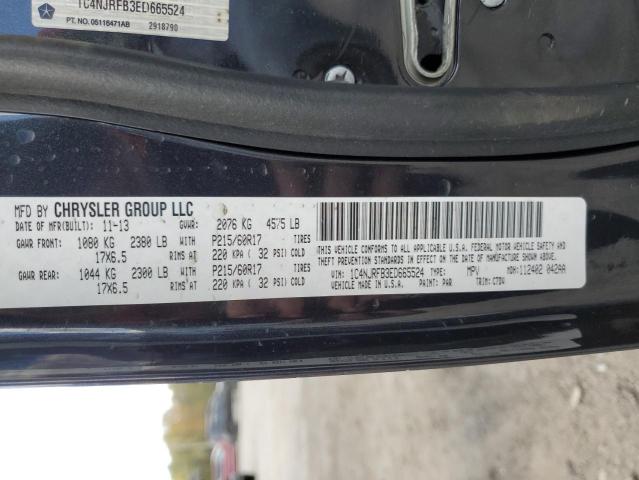 1C4NJRFB3ED665524
PT. NO. 05116471AB 2918790
MFD BY CHRYSLER GROUP LLC
DATE OF MFR(BUILT): 11-13 GVWR: 2076 KG 4575 LB
GAWR FRONT: 1080 KG 2380 LB WITH P215/60R17 TIRES
17X6.5 RIMS AT 220 KPA ( 32 PSI) COLD
GAWR REAR: 1044 KG 2300 LB WITH P215/60R17 TIRES
17X6.5 RIMS AT 220 KPA ( 32 PSI) COLD
THIS VEHICLE CONFORMS TO ALL APPLICABLE U.S.A. FEDERAL MOTOR VEHICLE SAFETY AND
THEFT PREVENTION STANDARDS IN EFFECT ON THE DATE OF MANUFACTURE SHOWN ABOVE.
VIN: 1C4NJRFB3ED665524 TYPE: MPV MDH: 112402 042AA
VEHICLE MADE IN U.S.A. PAINT: PAR TRIM: